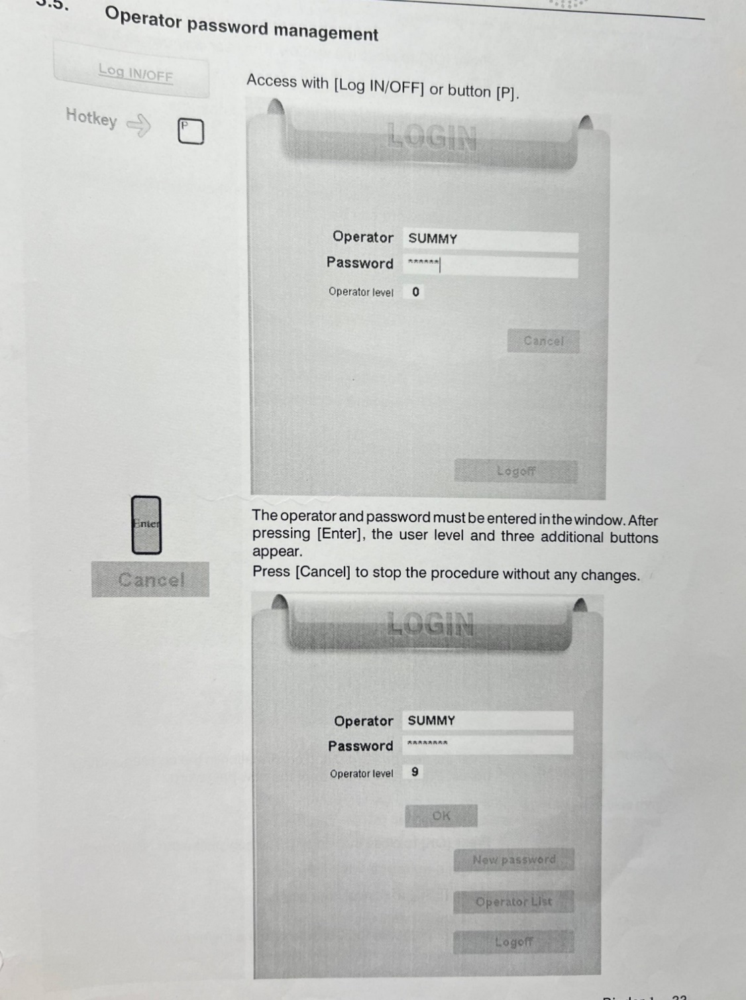 3.5. Operator password management
Log IN/OFF
Access with [Log IN/OFF] or button [P].
Hotkey
P
LOGIN
Operator SUMMY
Password ******
Operator level 0
Cancel
Logoff
Enter
The operator and password must be entered in the window. After
pressing [Enter], the user level and three additional buttons
appear.
Cancel
Press [Cancel] to stop the procedure without any changes.
LOGIN
Operator SUMMY
Password ********
Operator level 9
OK
New password
Operator List
Logoff